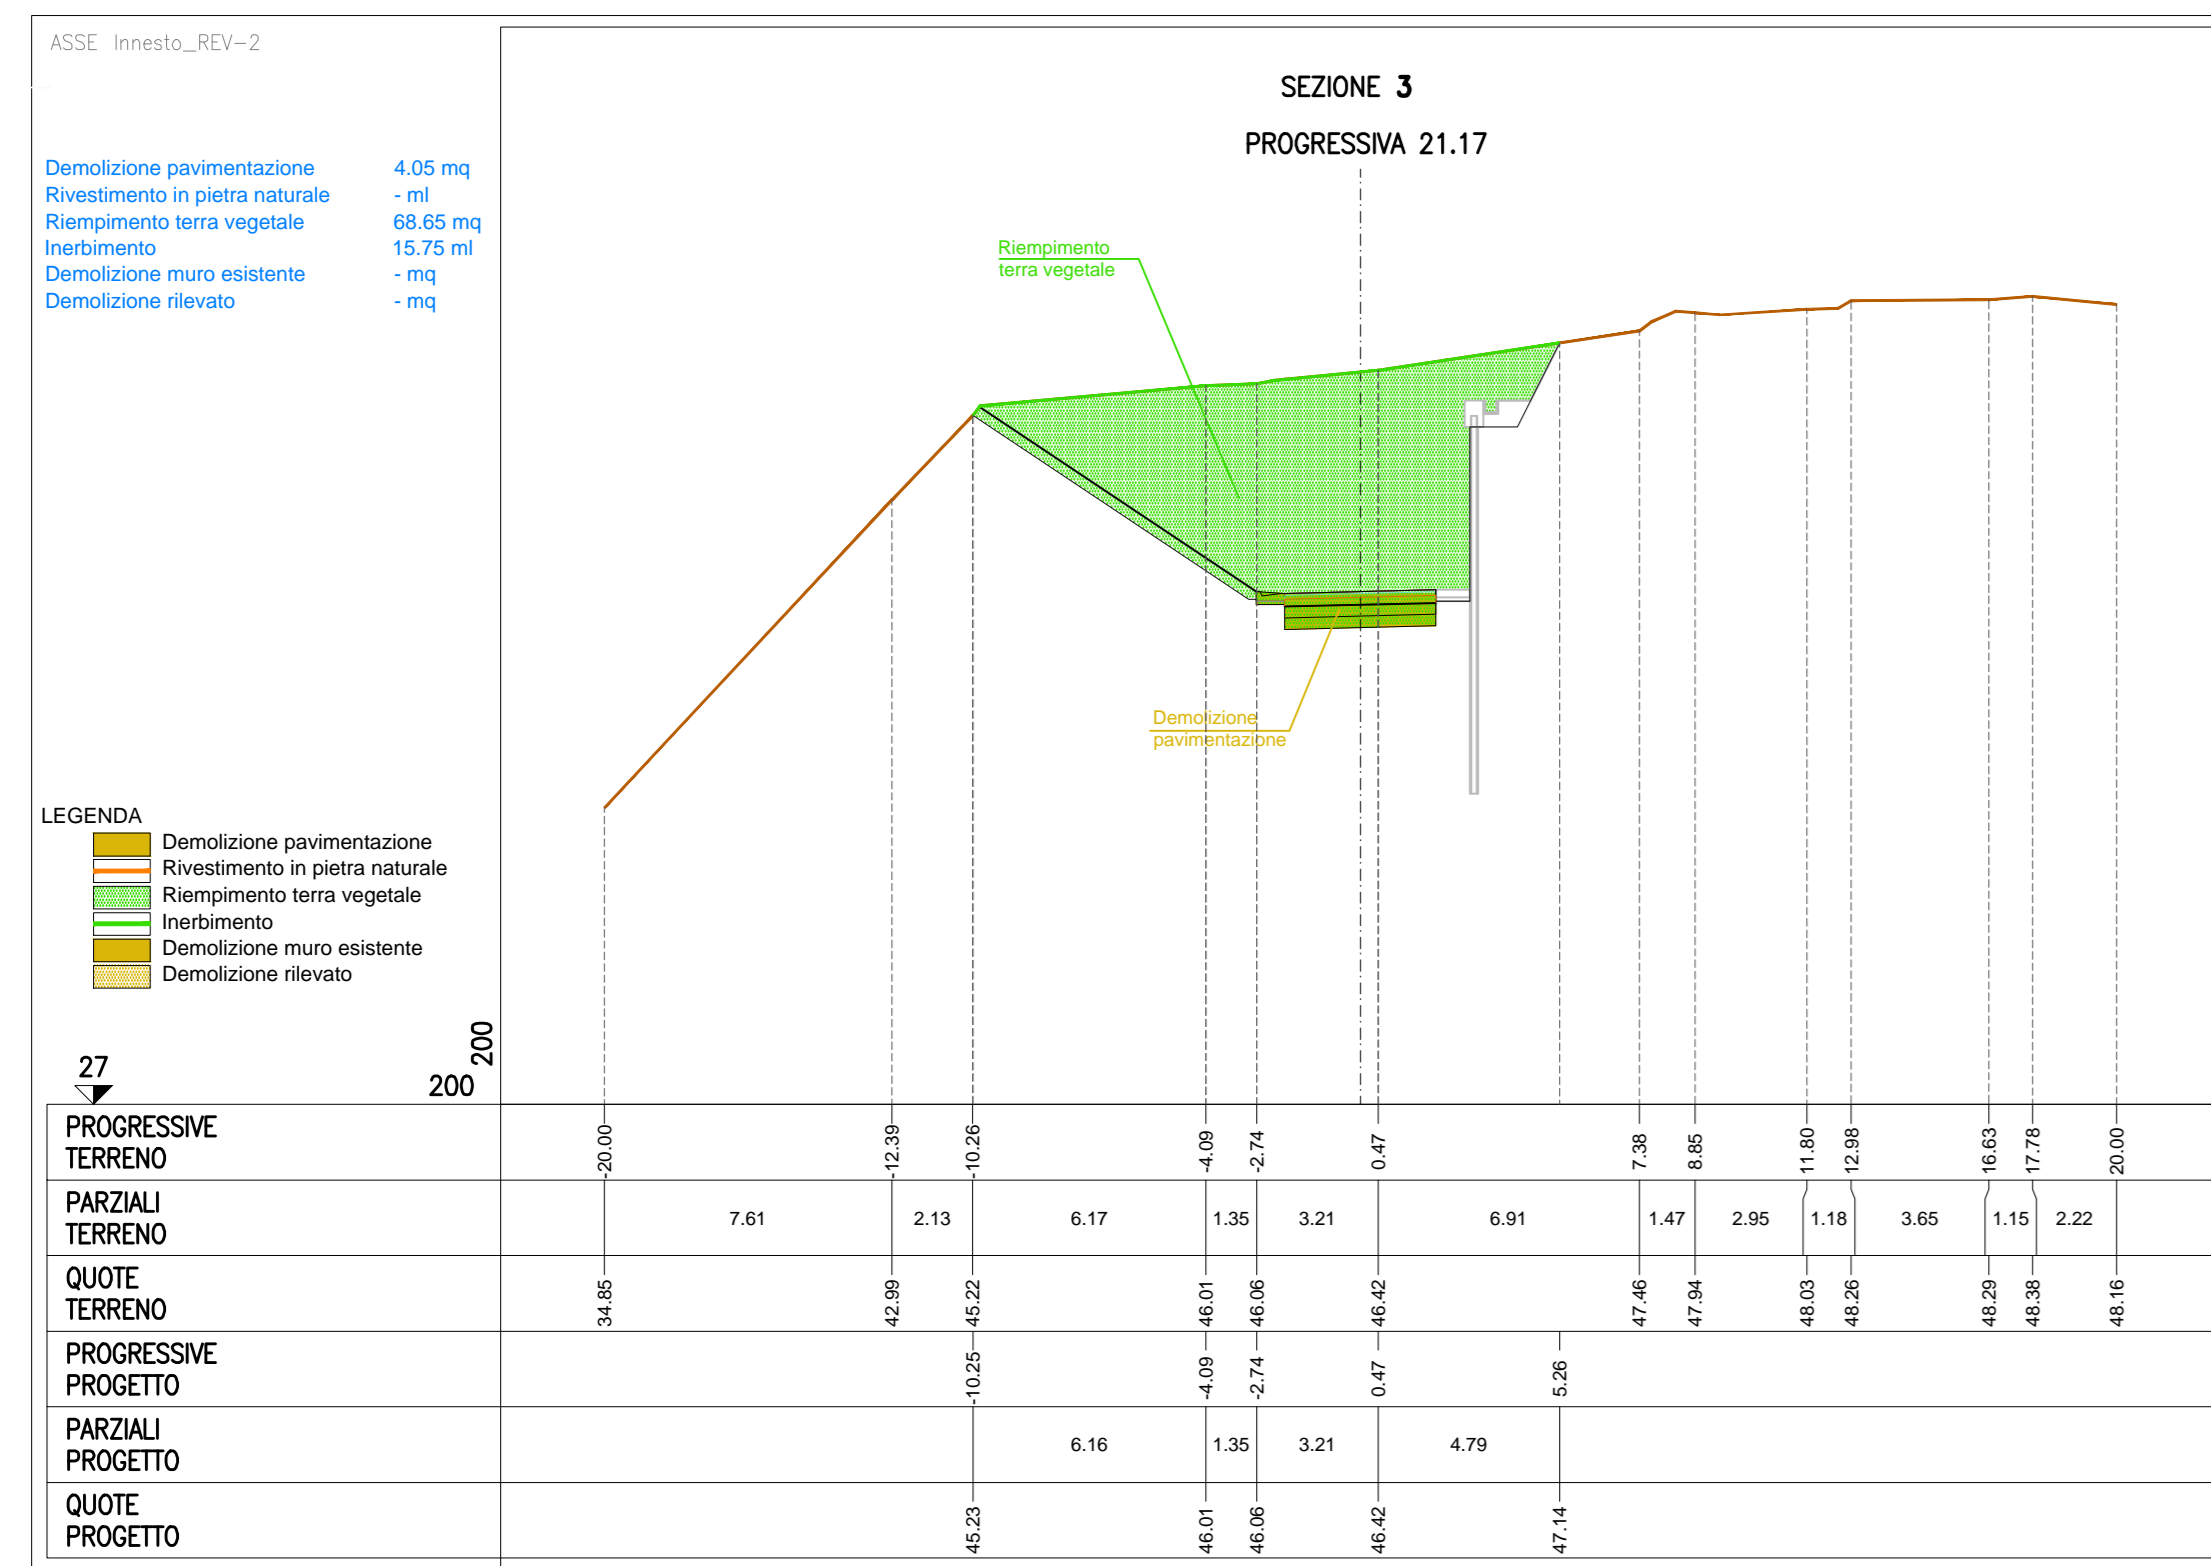 ASSE Innesto_REV-2
SEZIONE 3
PROGRESSIVA 21.17
Demolizione pavimentazione 4.05 mq
Rivestimento in pietra naturale - ml
Riempimento terra vegetale 68.65 mq
Inerbimento 15.75 ml
Demolizione muro esistente - mq
Demolizione rilevato - mq
Riempimento
terra vegetale
Demolizione
pavimentazione
LEGENDA
Demolizione pavimentazione
Rivestimento in pietra naturale
Riempimento terra vegetale
Inerbimento
Demolizione muro esistente
Demolizione rilevato
27
200
200
PROGRESSIVE
TERRENO
-20.00 -12.39 -10.26 -4.09 -2.74 0.47 7.38 8.85 11.80 12.98 16.63 17.78 20.00
PARZIALI
TERRENO
7.61 2.13 6.17 1.35 3.21 6.91 1.47 2.95 1.18 3.65 1.15 2.22
QUOTE
TERRENO
34.85 42.99 45.22 46.01 46.06 46.42 47.46 47.94 48.03 48.26 48.29 48.38 48.16
PROGRESSIVE
PROGETTO
-10.25 -4.09 -2.74 0.47 5.26
PARZIALI
PROGETTO
6.16 1.35 3.21 4.79
QUOTE
PROGETTO
45.23 46.01 46.06 46.42 47.14